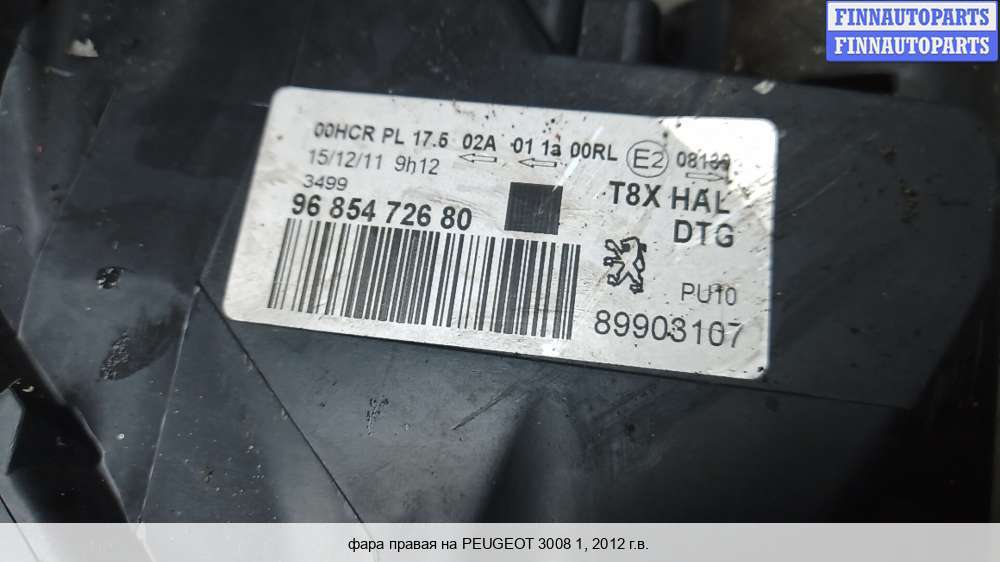 FINNAUTOPARTS
FINNAUTOPARTS
00HCR PL 17.5 02A 01 1a 00RL E2
15/12/11 9h12
3499
96 854 726 80
T8X HAL
DTG
PU10
89903107
фара правая на PEUGEOT 3008 1, 2012 г.в.